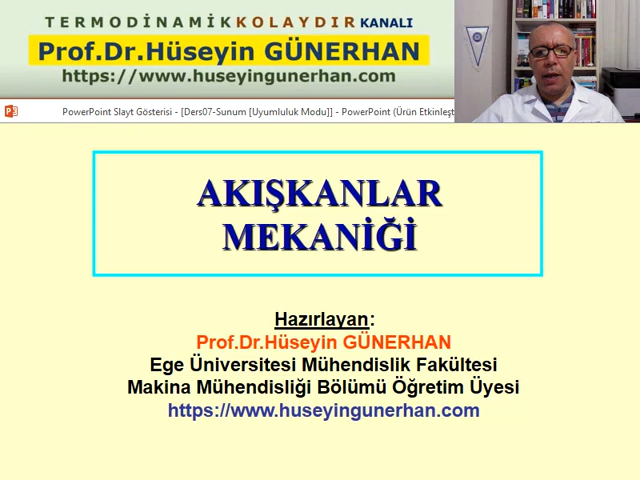 TERMODİNAMİKKOLAYDIR KANALI
Prof.Dr.Hüseyin GÜNERHAN
https://www.huseyingunerhan.com
PowerPoint Slayt Gösterisi - [Ders07-Sunum [Uyumluluk Modu]] - PowerPoint (Ürün Etkinleşt
AKIŞKANLAR
MEKANİĞİ
Hazırlayan:
Prof.Dr.Hüseyin GÜNERHAN
Ege Üniversitesi Mühendislik Fakültesi
Makina Mühendisliği Bölümü Öğretim Üyesi
https://www.huseyingunerhan.com